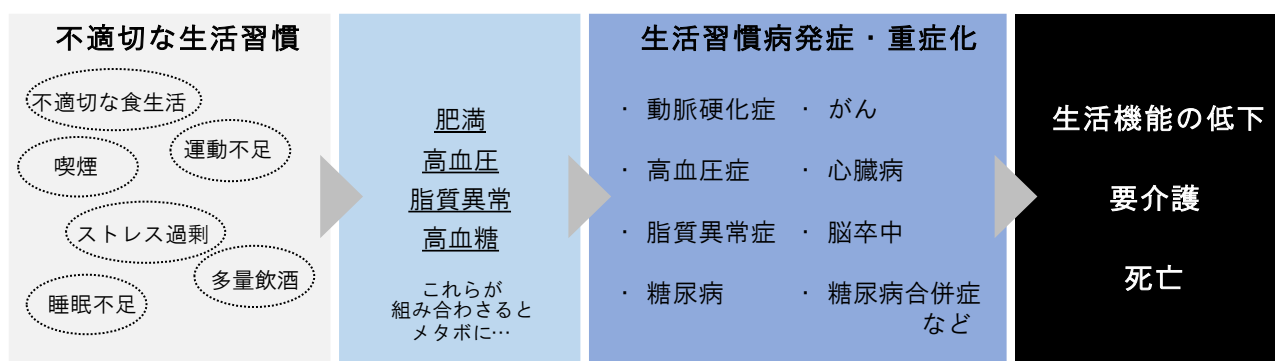 不適切な生活習慣
不適切な食生活
運動不足
喫煙
ストレス過剰
多量飲酒
睡眠不足
肥満
高血圧
脂質異常
高血糖
これらが
組み合わさると
メタボに…
生活習慣病発症・重症化
・ 動脈硬化症 ・ がん
・ 高血圧症 ・ 心臓病
・ 脂質異常症 ・ 脳卒中
・ 糖尿病 ・ 糖尿病合併症
など
生活機能の低下
要介護
死亡